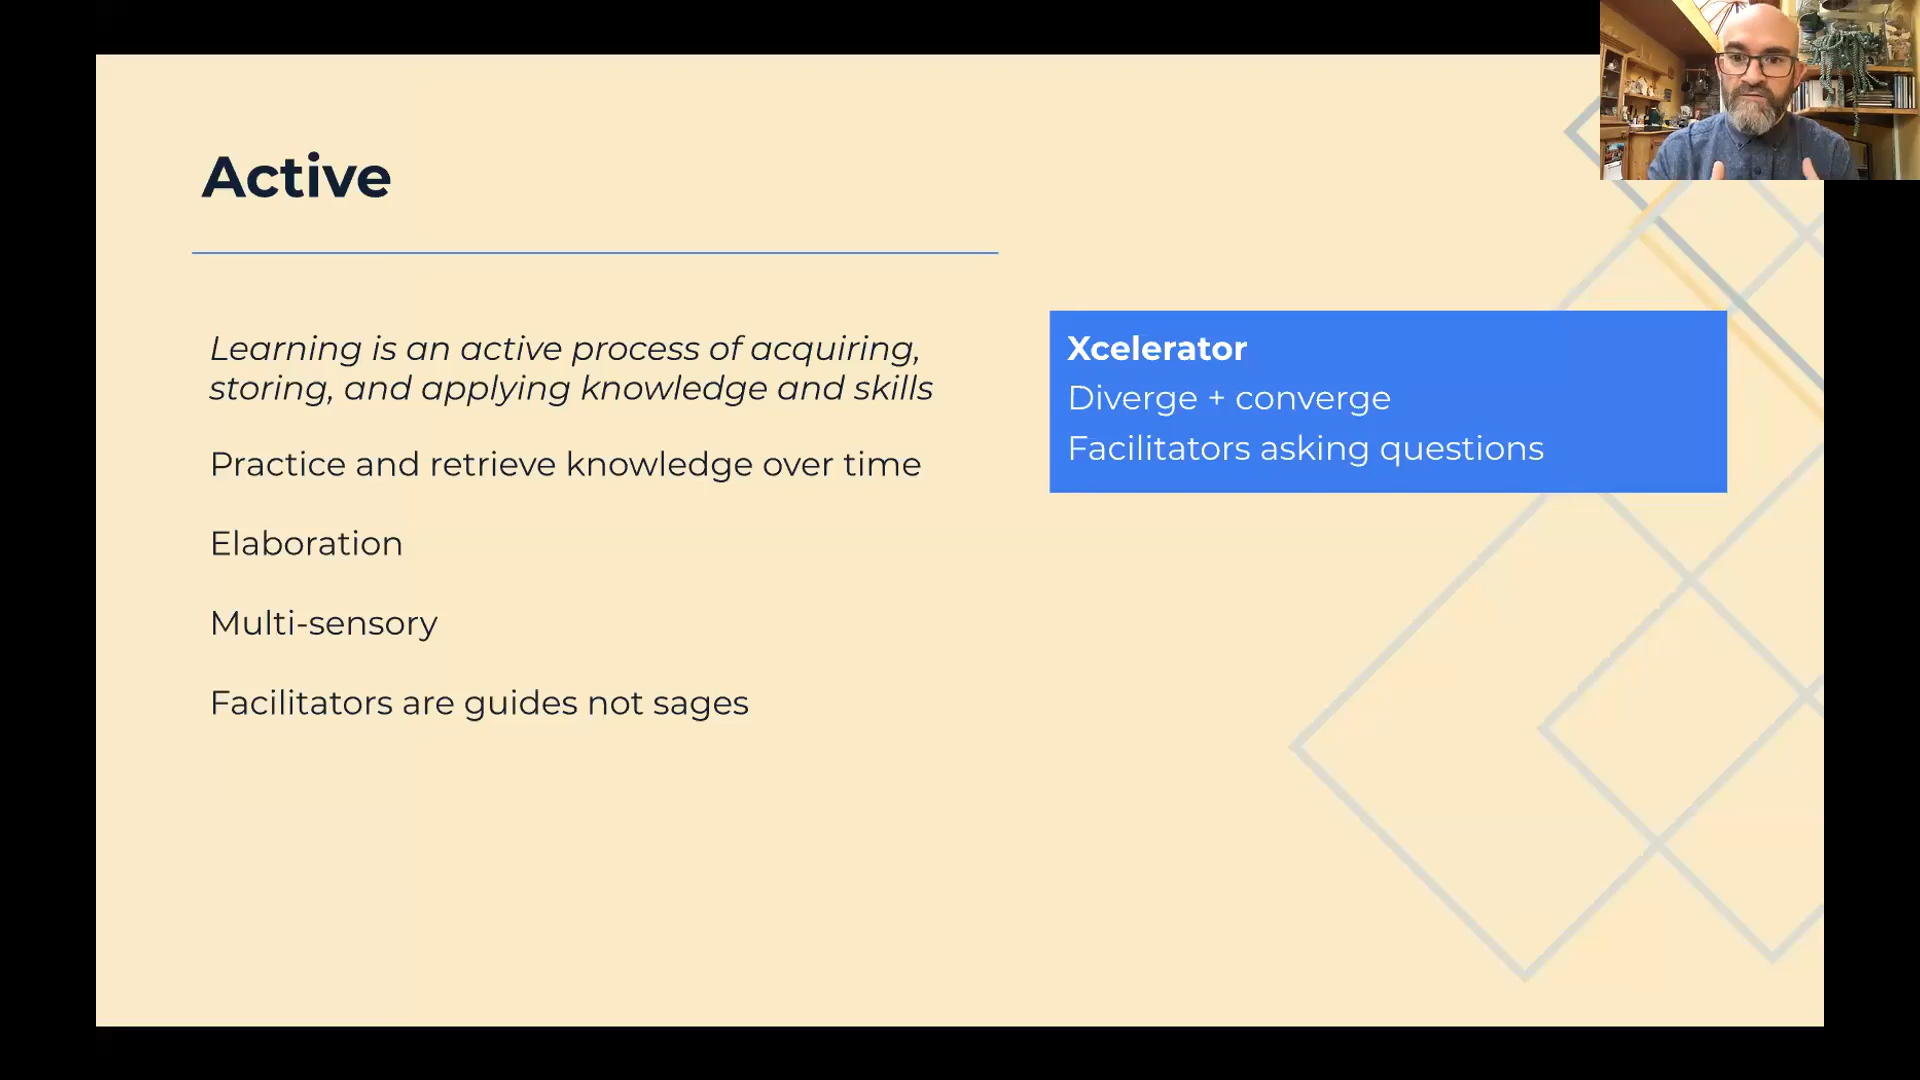 Active
Learning is an active process of acquiring,
storing, and applying knowledge and skills
Practice and retrieve knowledge over time
Elaboration
Multi-sensory
Facilitators are guides not sages
Xcelerator
Diverge + converge
Facilitators asking questions